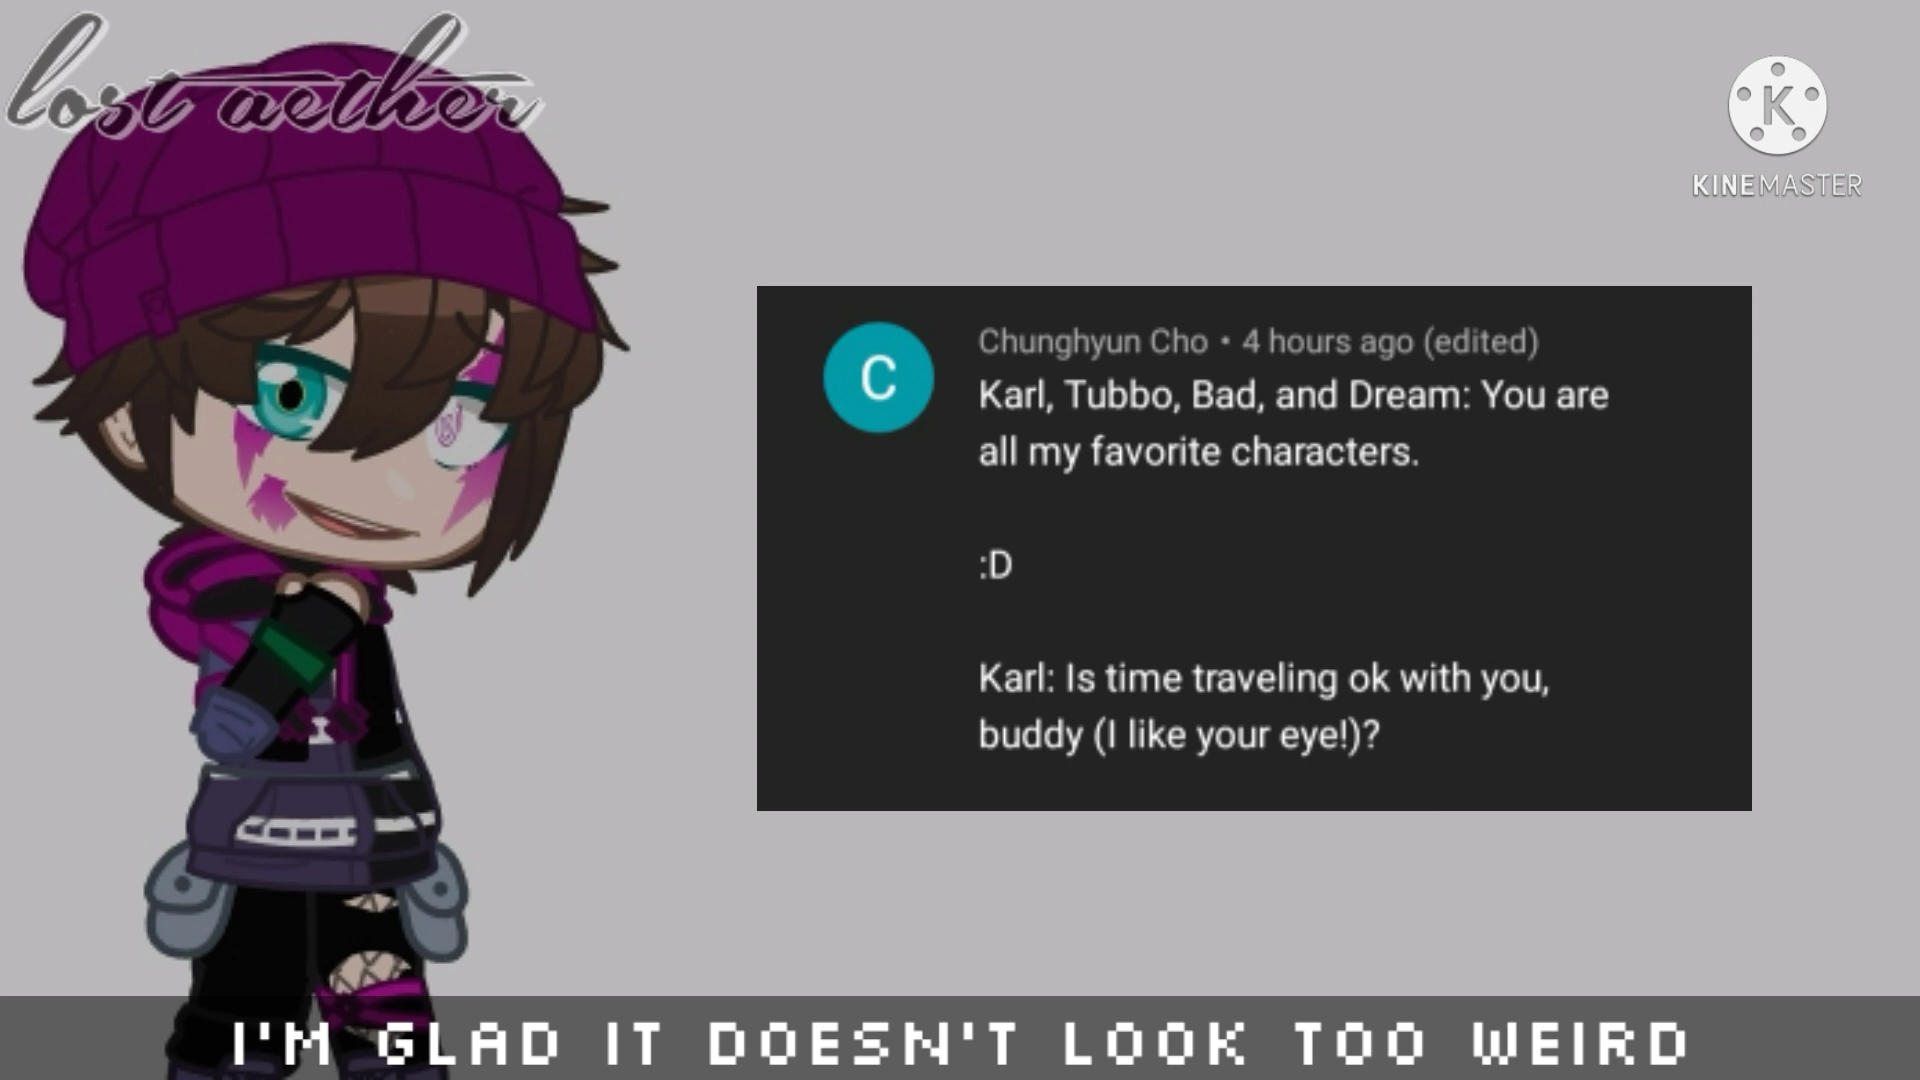 lost aether
K
KINEMASTER
C
Chunghyun Cho • 4 hours ago (edited)
Karl, Tubbo, Bad, and Dream: You are
all my favorite characters.
:D
Karl: Is time traveling ok with you,
buddy (I like your eye!)?
I'M GLAD IT DOESN'T LOOK TOO WEIRD